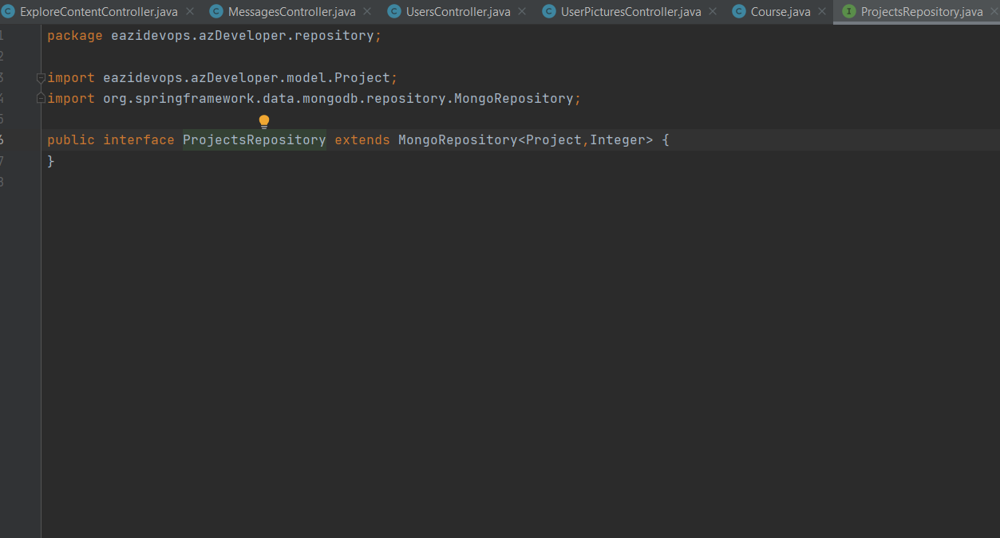 ExploreContentController.java MessagesController.java UsersController.java UserPicturesController.java Course.java ProjectsRepository.java
1 package eazidevops.azDeveloper.repository;
2
3 import eazidevops.azDeveloper.model.Project;
4 import org.springframework.data.mongodb.repository.MongoRepository;
5
6 public interface ProjectsRepository extends MongoRepository<Project,Integer> {
7 }
8